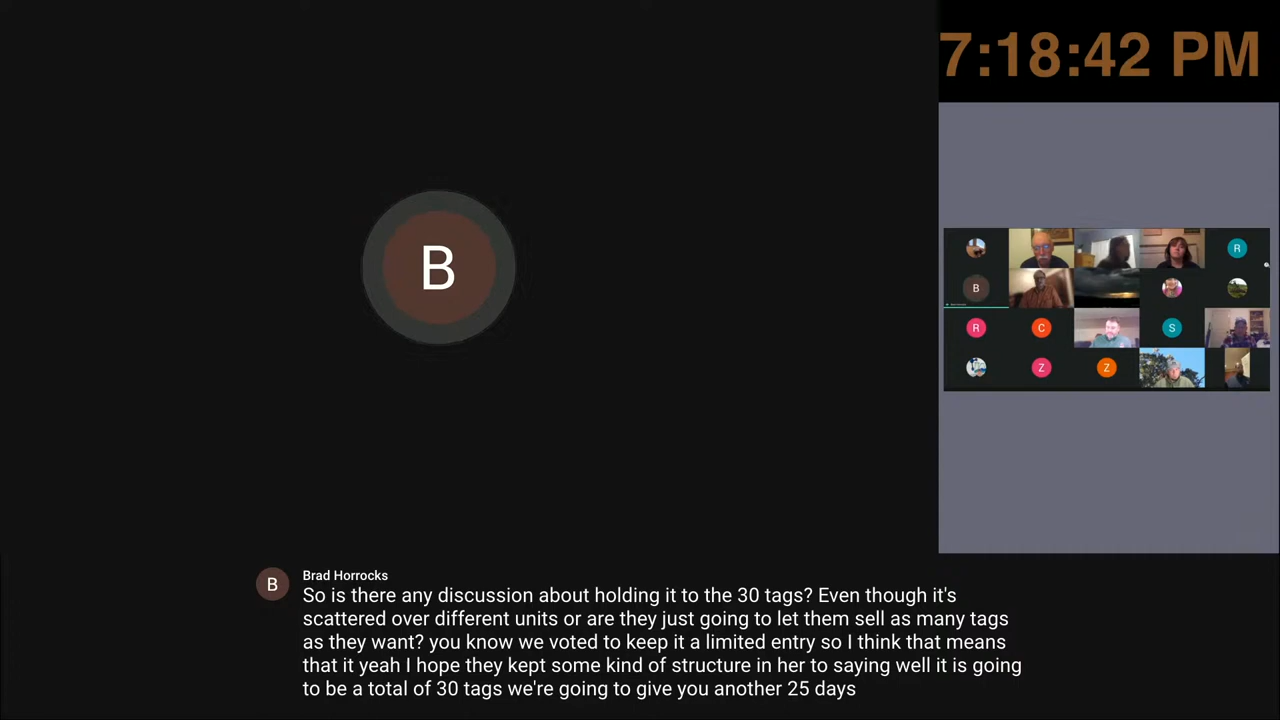 7:18:42 PM
B
R
B
R
C
S
Z
Z
B
Brad Horrocks
So is there any discussion about holding it to the 30 tags? Even though it's
scattered over different units or are they just going to let them sell as many tags
as they want? you know we voted to keep it a limited entry so I think that means
that it yeah I hope they kept some kind of structure in her to saying well it is going
to be a total of 30 tags we're going to give you another 25 days